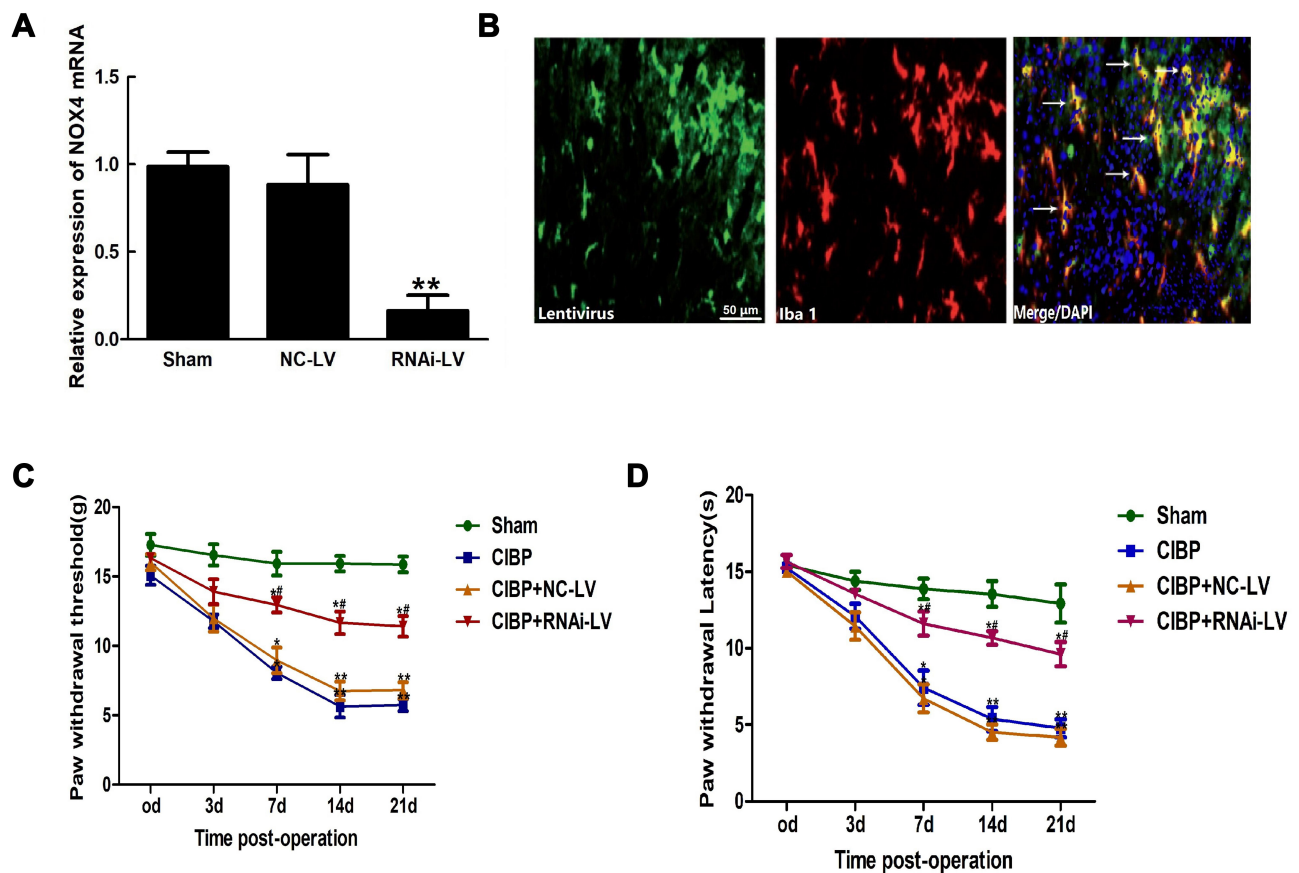 A
B
Relative expression of NOX4 mRNA
1.5
1.0
0.5
0.0
**
Sham
NC-LV
RNAi-LV
Lentivirus
50 µm
Iba 1
Merge/DAPI
C
Paw withdrawal threshold(g)
20
15
10
5
0
*#
*#
*#
*
*
**
**
**
**
od
3d
7d
14d
21d
Time post-operation
Sham
CIBP
CIBP+NC-LV
CIBP+RNAi-LV
D
Paw withdrawal Latency(s)
20
15
10
5
0
*#
*#
*#
*
*
**
**
**
**
od
3d
7d
14d
21d
Time post-operation
Sham
CIBP
CIBP+NC-LV
CIBP+RNAi-LV